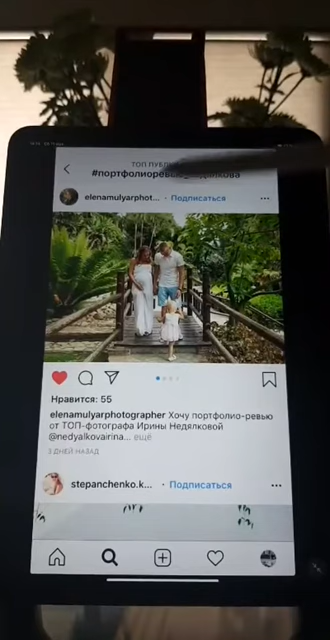 ТОП ПУБЛ
elenamulyarphot... · Подписаться
Нравится: 55
elenamulyarphotographer Хочу портфолио-ревью
от ТОП-фотографа Ирины Недялковой
@nedyalkovairina... ещё
3 ДНЕЙ НАЗАД
stepanchenko.k... · Подписаться